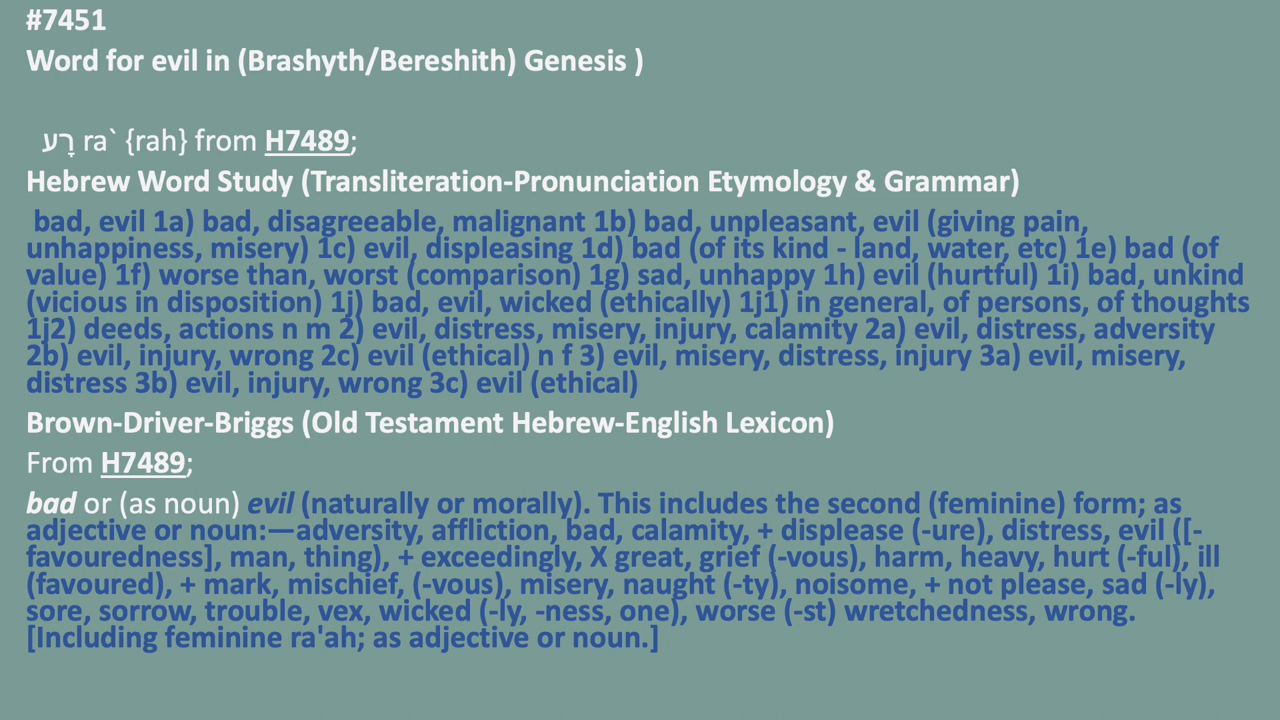 #7451
Word for evil in (Brashyth/Bereshith) Genesis )
רָע ra` {rah} from H7489;
Hebrew Word Study (Transliteration-Pronunciation Etymology & Grammar)
bad, evil 1a) bad, disagreeable, malignant 1b) bad, unpleasant, evil (giving pain,
unhappiness, misery) 1c) evil, displeasing 1d) bad (of its kind - land, water, etc) 1e) bad (of
value) 1f) worse than, worst (comparison) 1g) sad, unhappy 1h) evil (hurtful) 1i) bad, unkind
(vicious in disposition) 1j) bad, evil, wicked (ethically) 1j1) in general, of persons, of thoughts
1j2) deeds, actions n m 2) evil, distress, misery, injury, calamity 2a) evil, distress, adversity
2b) evil, injury, wrong 2c) evil (ethical) n f 3) evil, misery, distress, injury 3a) evil, misery,
distress 3b) evil, injury, wrong 3c) evil (ethical)
Brown-Driver-Briggs (Old Testament Hebrew-English Lexicon)
From H7489;
bad or (as noun) evil (naturally or morally). This includes the second (feminine) form; as
adjective or noun:—adversity, affliction, bad, calamity, + displease (-ure), distress, evil ([-
favouredness], man, thing), + exceedingly, X great, grief (-vous), harm, heavy, hurt (-ful), ill
(favoured), + mark, mischief, (-vous), misery, naught (-ty), noisome, + not please, sad (-ly),
sore, sorrow, trouble, vex, wicked (-ly, -ness, one), worse (-st) wretchedness, wrong.
[Including feminine ra'ah; as adjective or noun.]